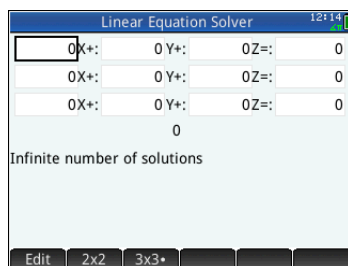 Linear Equation Solver 12:14
0X+: 0 Y+: 0Z=: 0
0X+: 0 Y+: 0Z=: 0
0X+: 0 Y+: 0Z=: 0
0
Infinite number of solutions
Edit 2x2 3x3•